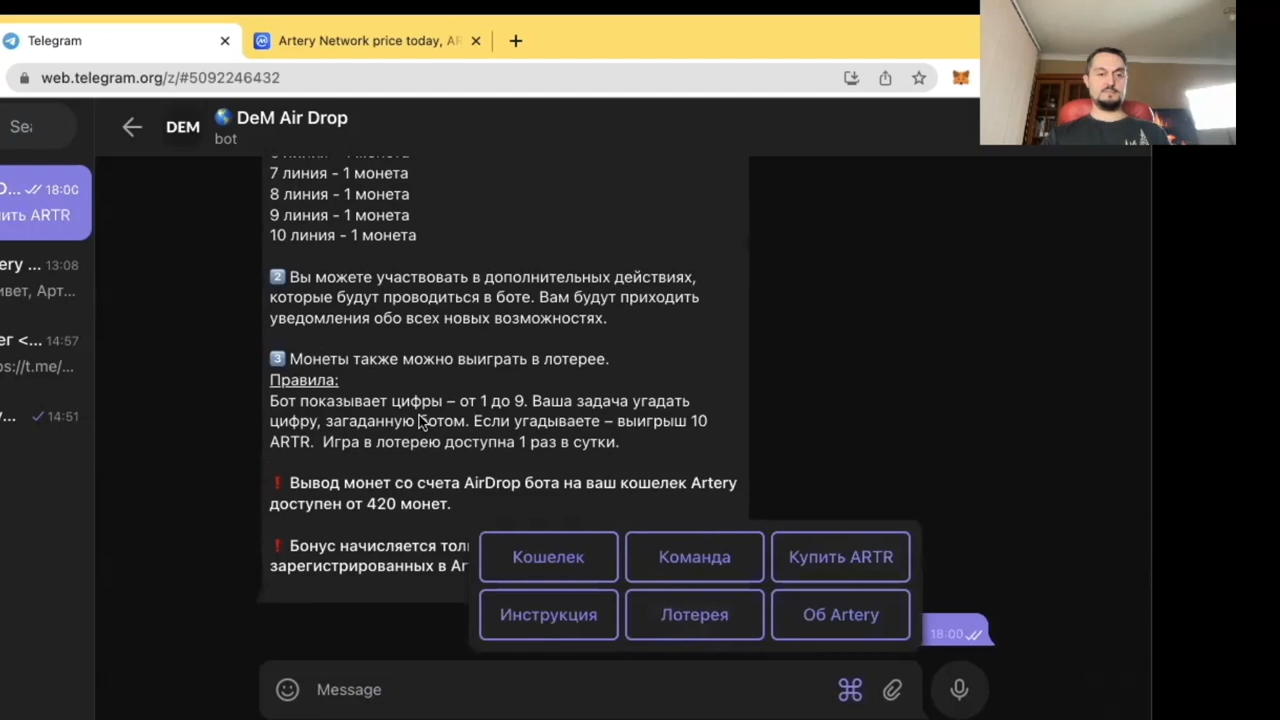 Telegram
Artery Network price today, AR
web.telegram.org/z/#5092246432
Sea
DEM
DeM Air Drop
bot
7 линия - 1 монета
8 линия - 1 монета
9 линия - 1 монета
10 линия - 1 монета
2 Вы можете участвовать в дополнительных действиях,
которые будут проводиться в боте. Вам будут приходить
уведомления обо всех новых возможностях.
3 Монеты также можно выиграть в лотерее.
Правила:
Бот показывает цифры – от 1 до 9. Ваша задача угадать
цифру, загаданную ботом. Если угадываете – выигрыш 10
ARTR. Игра в лотерею доступна 1 раз в сутки.
❗ Вывод монет со счета AirDrop бота на ваш кошелек Artery
доступен от 420 монет.
❗ Бонус начисляется тол
зарегистрированных в Ar
Кошелек
Команда
Купить ARTR
Инструкция
Лотерея
Об Artery
18:00
Message
D... 18:00
ить ARTR
ery ... 13:08
ивет, Арт...
ег <... 14:57
ps://t.me/...
... 14:51